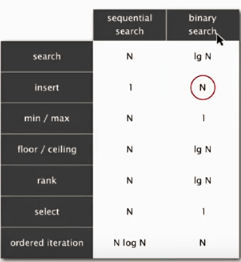 sequential search binary search
search N lg N
insert 1 N
min / max N 1
floor / ceiling N lg N
rank N lg N
select N 1
ordered iteration N log N N